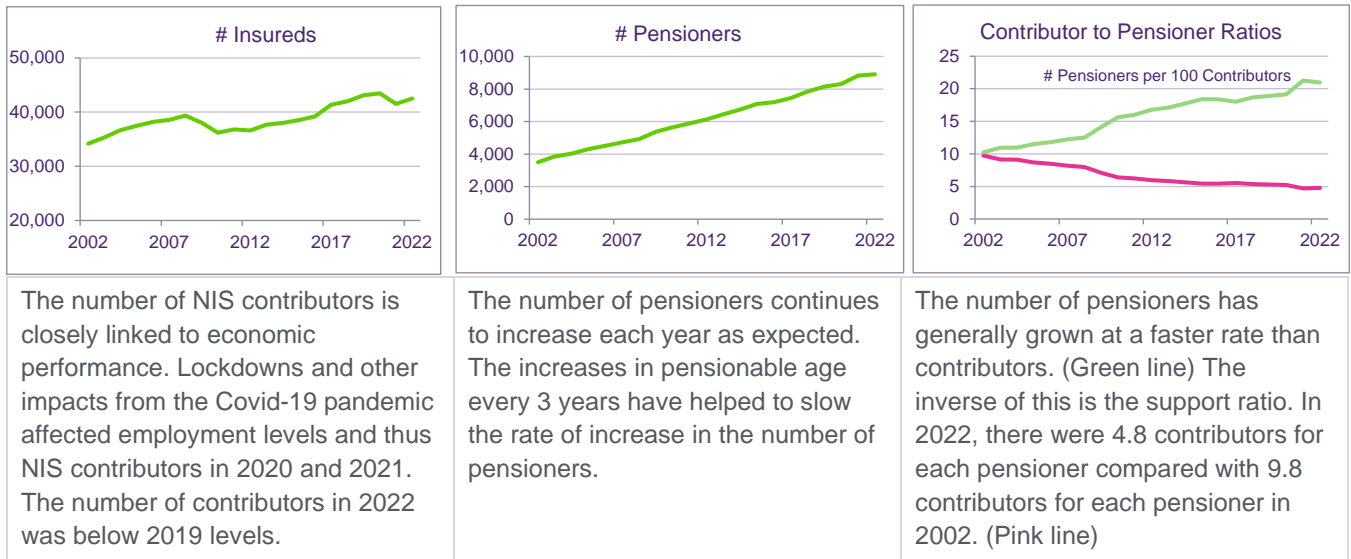 # Insureds
50,000
40,000
30,000
20,000
2002 2007 2012 2017 2022
# Pensioners
10,000
8,000
6,000
4,000
2,000
0
2002 2007 2012 2017 2022
Contributor to Pensioner Ratios
25
# Pensioners per 100 Contributors
20
15
10
5
0
2002 2007 2012 2017 2022
The number of NIS contributors is
closely linked to economic
performance. Lockdowns and other
impacts from the Covid-19 pandemic
affected employment levels and thus
NIS contributors in 2020 and 2021.
The number of contributors in 2022
was below 2019 levels.
The number of pensioners continues
to increase each year as expected.
The increases in pensionable age
every 3 years have helped to slow
the rate of increase in the number of
pensioners.
The number of pensioners has
generally grown at a faster rate than
contributors. (Green line) The
inverse of this is the support ratio. In
2022, there were 4.8 contributors for
each pensioner compared with 9.8
contributors for each pensioner in
2002. (Pink line)